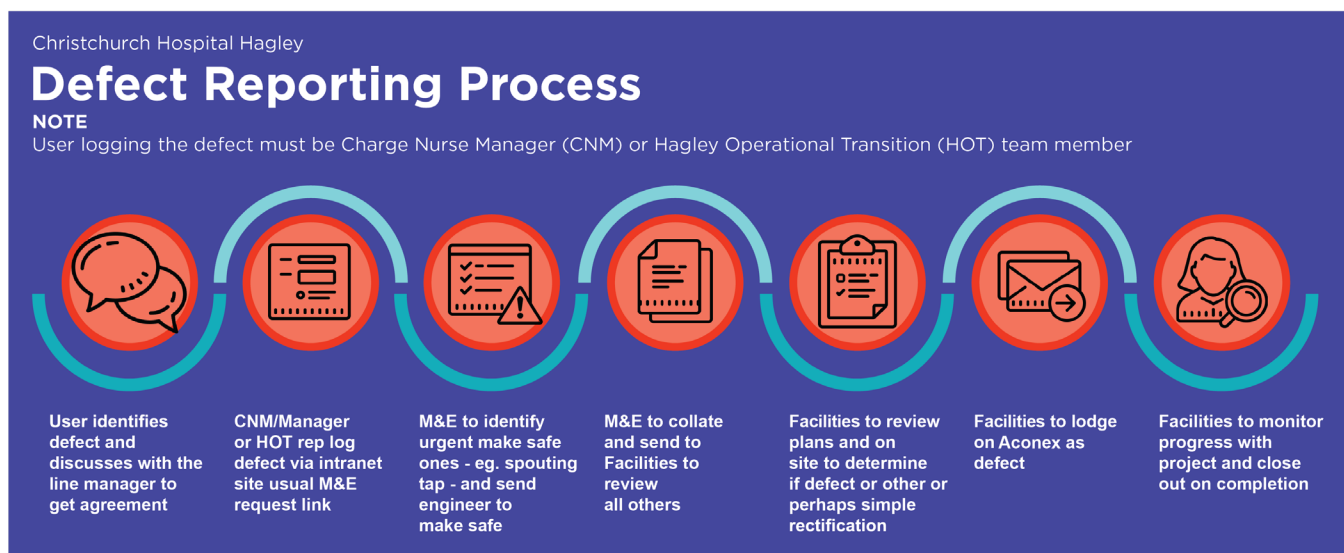 Christchurch Hospital Hagley
Defect Reporting Process
NOTE
User logging the defect must be Charge Nurse Manager (CNM) or Hagley Operational Transition (HOT) team member
User identifies
defect and
discusses with the
line manager to
get agreement
CNM/Manager
or HOT rep log
defect via intranet
site usual M&E
request link
M&E to identify
urgent make safe
ones - eg. spouting
tap - and send
engineer to
make safe
M&E to collate
and send to
Facilities to
review
all others
Facilities to review
plans and on
site to determine
if defect or other or
perhaps simple
rectification
Facilities to lodge
on Aconex as
defect
Facilities to monitor
progress with
project and close
out on completion